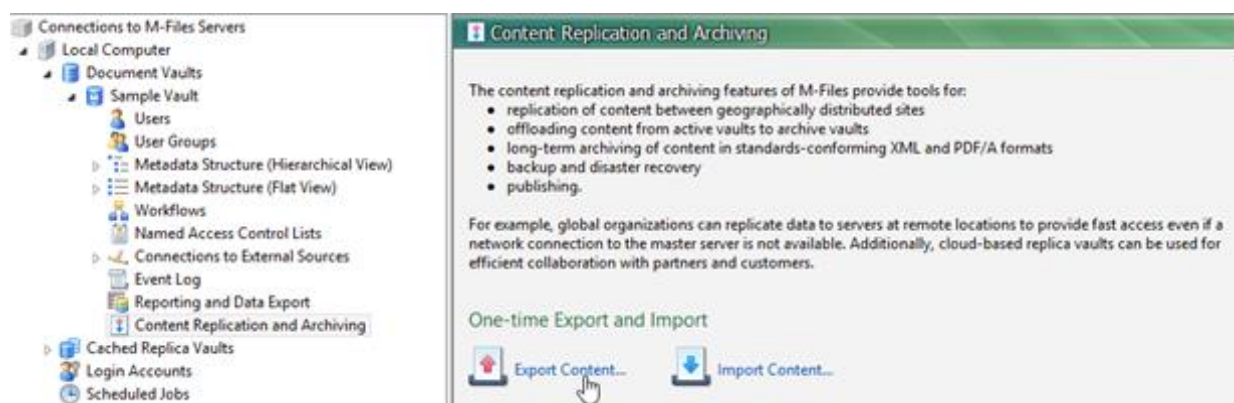 Connections to M-Files Servers
Local Computer
Document Vaults
Sample Vault
Users
User Groups
Metadata Structure (Hierarchical View)
Metadata Structure (Flat View)
Workflows
Named Access Control Lists
Connections to External Sources
Event Log
Reporting and Data Export
Content Replication and Archiving
Cached Replica Vaults
Login Accounts
Scheduled Jobs
Content Replication and Archiving
The content replication and archiving features of M-Files provide tools for:
• replication of content between geographically distributed sites
• offloading content from active vaults to archive vaults
• long-term archiving of content in standards-conforming XML and PDF/A formats
• backup and disaster recovery
• publishing.
For example, global organizations can replicate data to servers at remote locations to provide fast access even if a
network connection to the master server is not available. Additionally, cloud-based replica vaults can be used for
efficient collaboration with partners and customers.
One-time Export and Import
Export Content... Import Content...